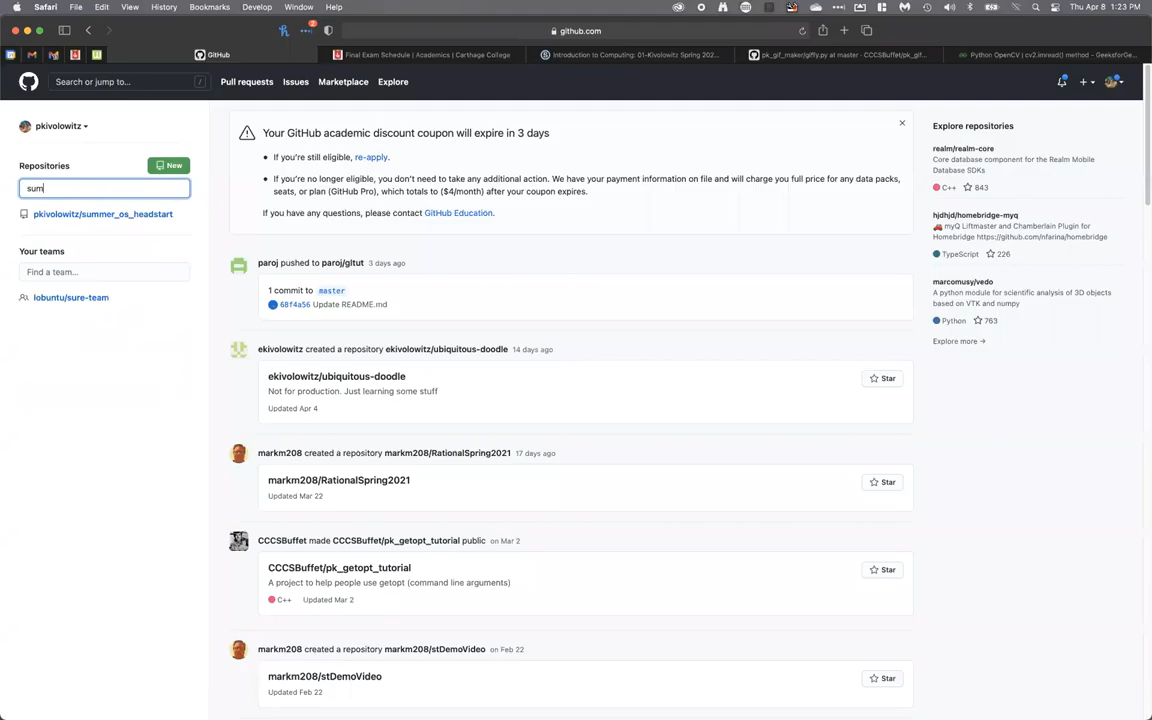 Safari File Edit View History Bookmarks Develop Window Help Thu Apr 8 1:23 PM
2 github.com
GitHub Final Exam Schedule | Academics | Carthage College Introduction to Computing: 01-Kivolowitz Spring 202... pk_gif_maker/giffly.py at master · CCCSBuffet/pk_gif... Python OpenCV | cv2.imread() method - GeeksforGe...
Search or jump to... / Pull requests Issues Marketplace Explore
pkivolowitz
Repositories New
sum
pkivolowitz/summer_os_headstart
Your teams
Find a team...
lobuntu/sure-team
Your GitHub academic discount coupon will expire in 3 days
If you're still eligible, re-apply.
If you're no longer eligible, you don't need to take any additional action. We have your payment information on file and will charge you full price for any data packs,
seats, or plan (GitHub Pro), which totals to ($4/month) after your coupon expires.
If you have any questions, please contact GitHub Education.
paroj pushed to paroj/gltut 3 days ago
1 commit to master
68f4a56 Update README.md
ekivolowitz created a repository ekivolowitz/ubiquitous-doodle 14 days ago
ekivolowitz/ubiquitous-doodle Star
Not for production. Just learning some stuff
Updated Apr 4
markm208 created a repository markm208/RationalSpring2021 17 days ago
markm208/RationalSpring2021 Star
Updated Mar 22
CCCSBuffet made CCCSBuffet/pk_getopt_tutorial public on Mar 2
CCCSBuffet/pk_getopt_tutorial Star
A project to help people use getopt (command line arguments)
C++ Updated Mar 2
markm208 created a repository markm208/stDemoVideo on Feb 22
markm208/stDemoVideo Star
Updated Feb 22
Explore repositories
realm/realm-core
Core database component for the Realm Mobile
Database SDKs
C++ 843
hjdhjd/homebridge-myq
🚗 myQ Liftmaster and Chamberlain Plugin for
Homebridge https://github.com/nfarina/homebridge
TypeScript 226
marcomusy/vedo
A python module for scientific analysis of 3D objects
based on VTK and numpy
Python 763
Explore more →